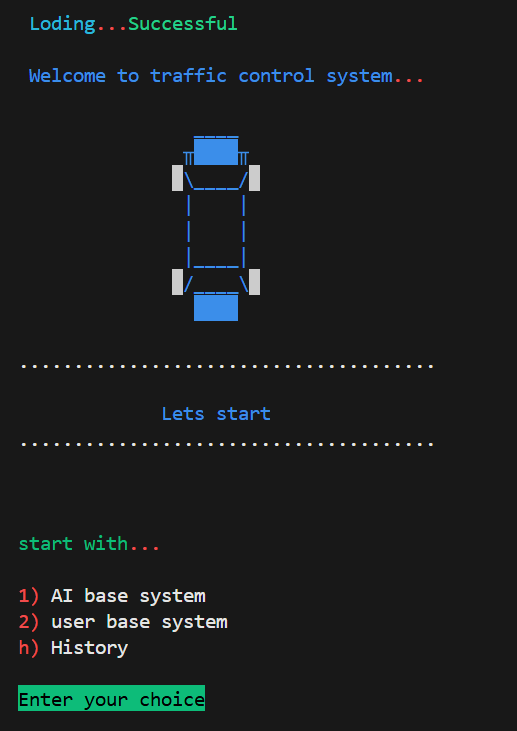 Loding...Successful
Welcome to traffic control system...
.......................................
Lets start
.......................................
start with...
1) AI base system
2) user base system
h) History
Enter your choice